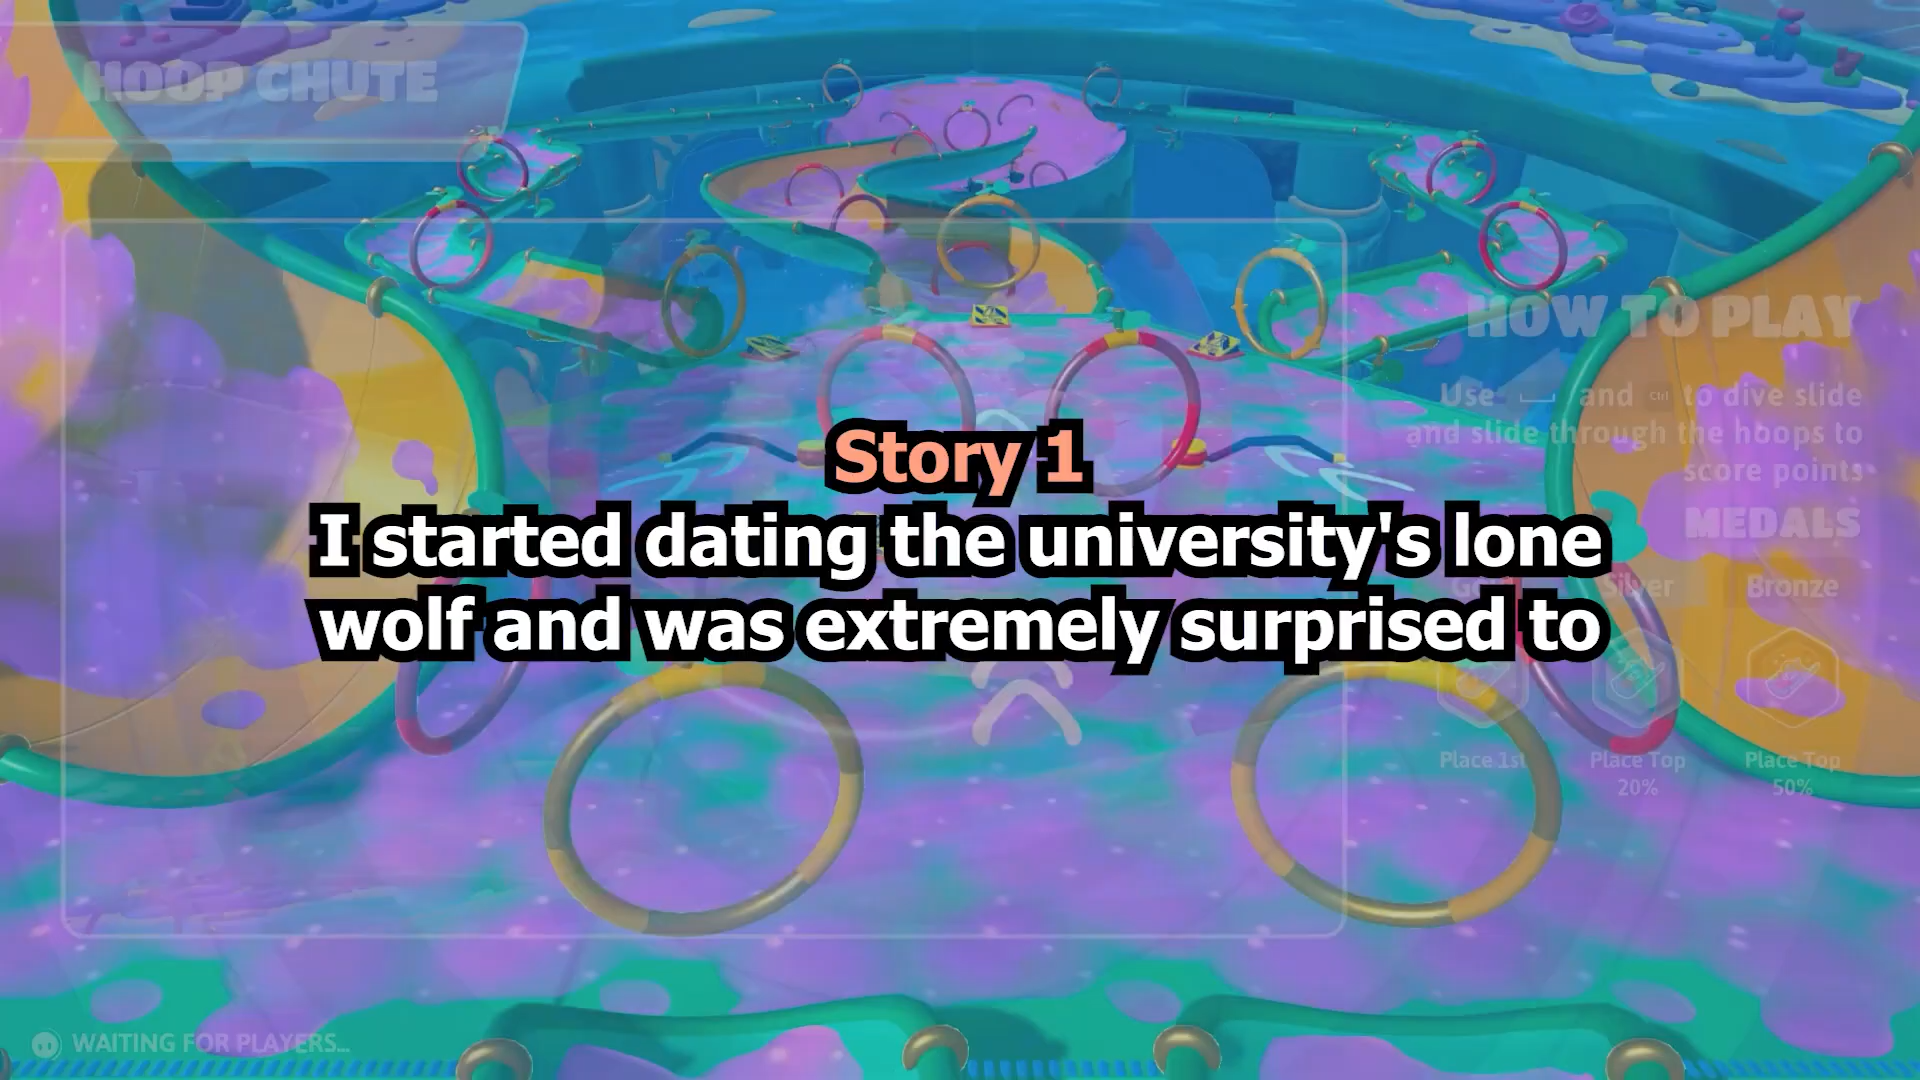 HOOP CHUTE
HOW TO PLAY
Use and Ctrl to dive slide
and slide through the hoops to
score points
MEDALS
Silver Bronze
Place 1st Place Top Place Top
20% 50%
Story 1
I started dating the university's lone
wolf and was extremely surprised to
WAITING FOR PLAYERS...